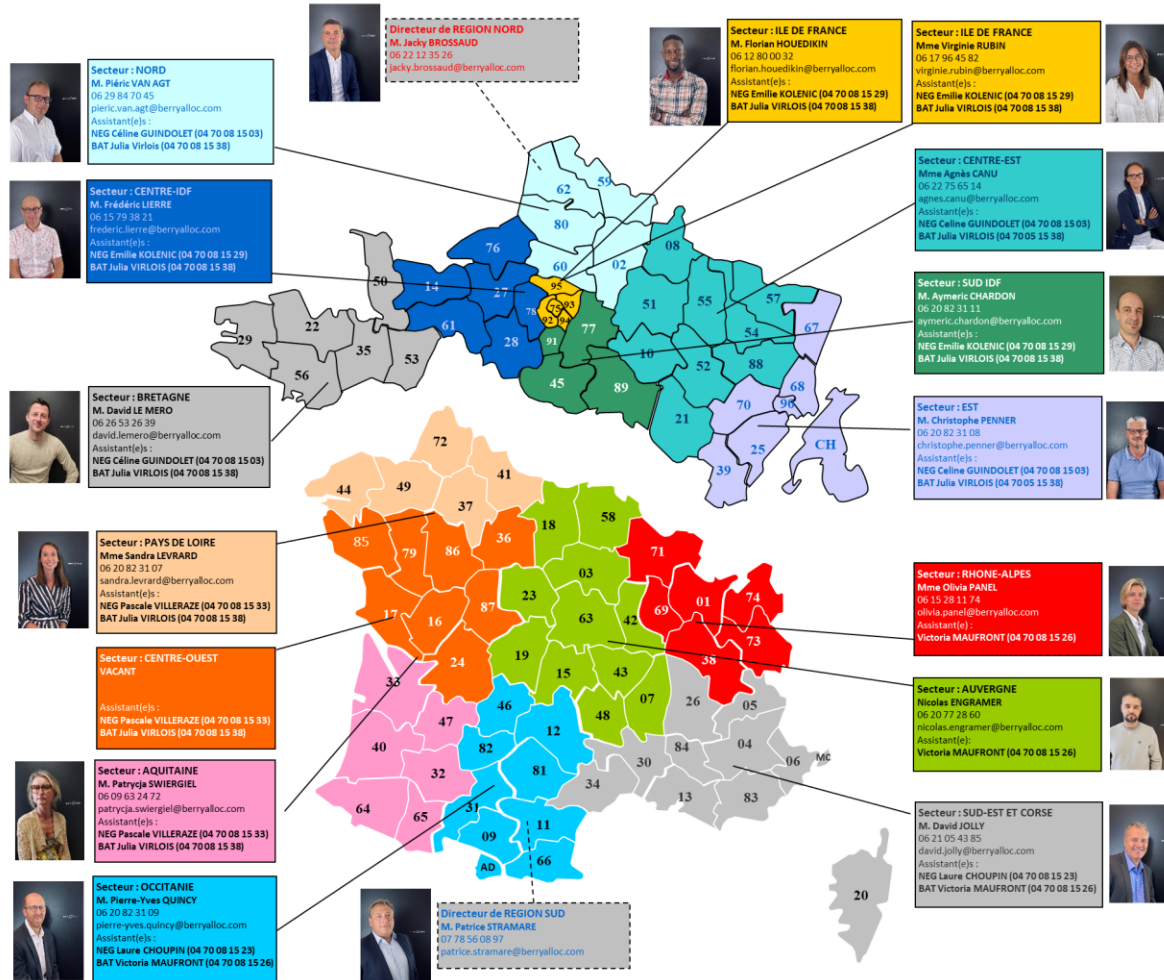 Directeur de REGION NORD
M. Jacky BROSSAUD
06 22 12 35 26
jacky.brossaud@berryalloc.com
Secteur : ILE DE FRANCE
M. Florian HOUEDIKIN
06 12 80 00 32
florian.houedikin@berryalloc.com
Assistant(e)s :
NEG Emilie KOLENIC (04 70 08 15 29)
BAT Julia VIRLOIS (04 70 08 15 38)
Secteur : ILE DE FRANCE
Mme Virginie RUBIN
06 17 96 45 82
virginie.rubin@berryalloc.com
Assistant(e)s :
NEG Emilie KOLENIC (04 70 08 15 29)
BAT Julia VIRLOIS (04 70 08 15 38)
Secteur : NORD
M. Piéric VAN AGT
06 29 84 70 45
pieric.van.agt@berryalloc.com
Assistant(e)s :
NEG Céline GUINDOLET (04 70 08 15 03)
BAT Julia Virlois (04 70 08 15 38)
Secteur : CENTRE-EST
Mme Agnès CANU
06 22 75 65 14
agnes.canu@berryalloc.com
Assistant(e)s :
NEG Celine GUINDOLET (04 70 08 15 03)
BAT Julia VIRLOIS (04 70 05 15 38)
Secteur : CENTRE-IDF
M. Frédéric LIERRE
06 15 79 38 21
frederic.lierre@berryalloc.com
Assistant(e)s :
NEG Emilie KOLENIC (04 70 08 15 29)
BAT Julia VIRLOIS (04 70 08 15 38)
Secteur : SUD IDF
M. Aymeric CHARDON
06 20 82 31 11
aymeric.chardon@berryalloc.com
Assistant(e)s :
NEG Emilie KOLENIC (04 70 08 15 29)
BAT Julia VIRLOIS (04 70 08 15 38)
Secteur : BRETAGNE
M. David LE MERO
06 26 53 26 39
david.lemero@berryalloc.com
Assistant(e)s :
NEG Céline GUINDOLET (04 70 08 15 03)
BAT Julia VIRLOIS (04 70 08 15 38)
Secteur : EST
M. Christophe PENNER
06 20 82 31 08
christophe.penner@berryalloc.com
Assistant(e)s :
NEG Celine GUINDOLET (04 70 08 15 03)
BAT Julia VIRLOIS (04 70 05 15 38)
59
62
80
60
02
08
76
50
14
27
78
61
28
95
93
75
92
94
77
91
45
89
51
55
57
54
10
52
88
21
67
68
90
70
25
39
CH
22
29
35
53
56
Secteur : PAYS DE LOIRE
Mme Sandra LEVRARD
06 20 82 31 07
sandra.levrard@berryalloc.com
Assistant(e)s :
NEG Pascale VILLERAZE (04 70 08 15 33)
BAT Julia VIRLOIS (04 70 08 15 38)
Secteur : CENTRE-OUEST
VACANT
Assistant(e)s :
NEG Pascale VILLERAZE (04 70 08 15 33)
BAT Julia VIRLOIS (04 70 08 15 38)
Secteur : AQUITAINE
M. Patrycja SWIERGIEL
06 09 63 24 72
patrycja.swiergiel@berryalloc.com
Assistant(e)s :
NEG Pascale VILLERAZE (04 70 08 15 33)
BAT Julia VIRLOIS (04 70 08 15 38)
Secteur : OCCITANIE
M. Pierre-Yves QUINCY
06 20 82 31 09
pierre-yves.quincy@berryalloc.com
Assistant(e)s :
NEG Laure CHOUPIN (04 70 08 15 23)
BAT Victoria MAUFRONT (04 70 08 15 26)
72
41
44
49
37
85
79
86
36
18
58
71
03
23
87
17
16
63
42
69
01
74
73
38
24
19
15
43
07
48
33
47
46
12
82
40
32
81
64
65
31
09
11
66
AD
26
05
84
04
06
MC
30
34
13
83
20
Secteur : RHONE-ALPES
Mme Olivia PANEL
06 15 28 11 74
olivia.panel@berryalloc.com
Assistant(e)s :
Victoria MAUFRONT (04 70 08 15 26)
Secteur : AUVERGNE
Nicolas ENGRAMER
06 20 77 28 60
nicolas.engramer@berryalloc.com
Assistant(e):
Victoria MAUFRONT (04 70 08 15 26)
Secteur : SUD-EST ET CORSE
M. David JOLLY
06 21 05 43 85
david.jolly@berryalloc.com
Assistant(e)s :
NEG Laure CHOUPIN (04 70 08 15 23)
BAT Victoria MAUFRONT (04 70 08 15 26)
Directeur de REGION SUD
M. Patrice STRAMARE
07 78 56 08 97
patrice.stramare@berryalloc.com